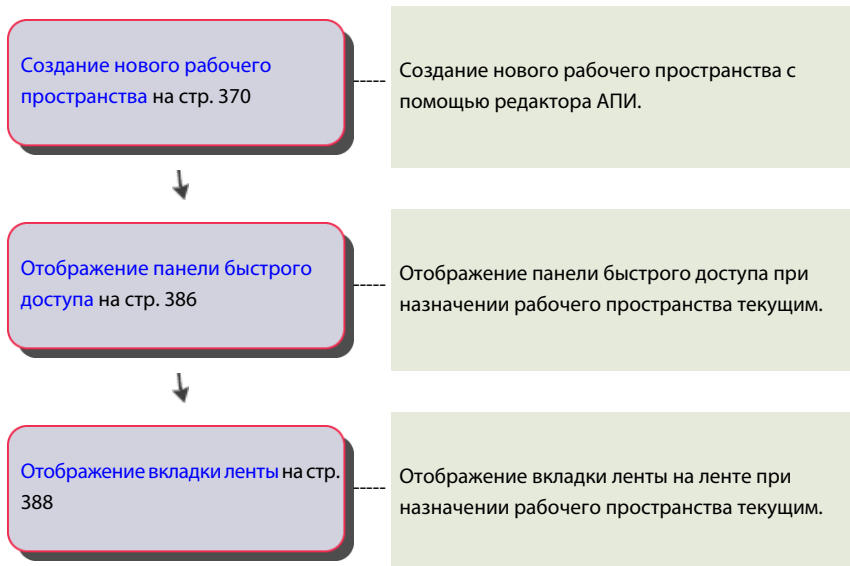 Создание нового рабочего
пространства на стр. 370
Создание нового рабочего пространства с
помощью редактора АПИ.
Отображение панели быстрого
доступа на стр. 386
Отображение панели быстрого доступа при
назначении рабочего пространства текущим.
Отображение вкладки ленты на стр.
388
Отображение вкладки ленты на ленте при
назначении рабочего пространства текущим.